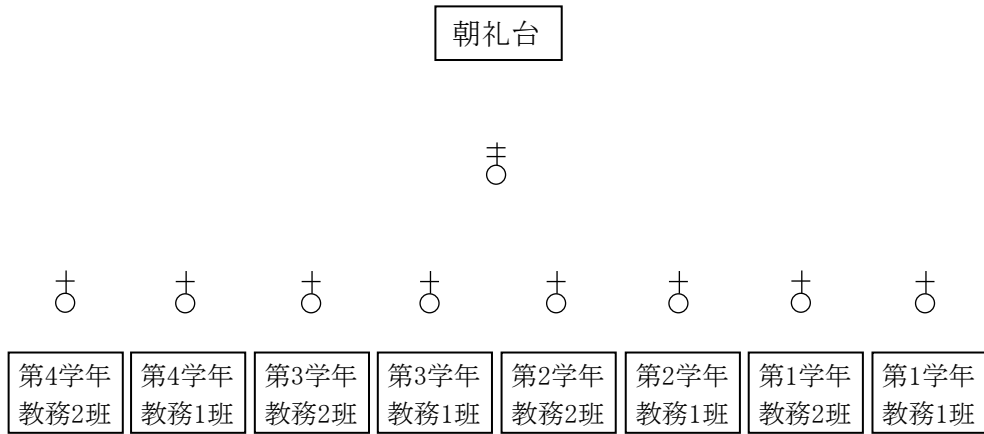 朝礼台
第4学年
教務2班
第4学年
教務1班
第3学年
教務2班
第3学年
教務1班
第2学年
教務2班
第2学年
教務1班
第1学年
教務2班
第1学年
教務1班